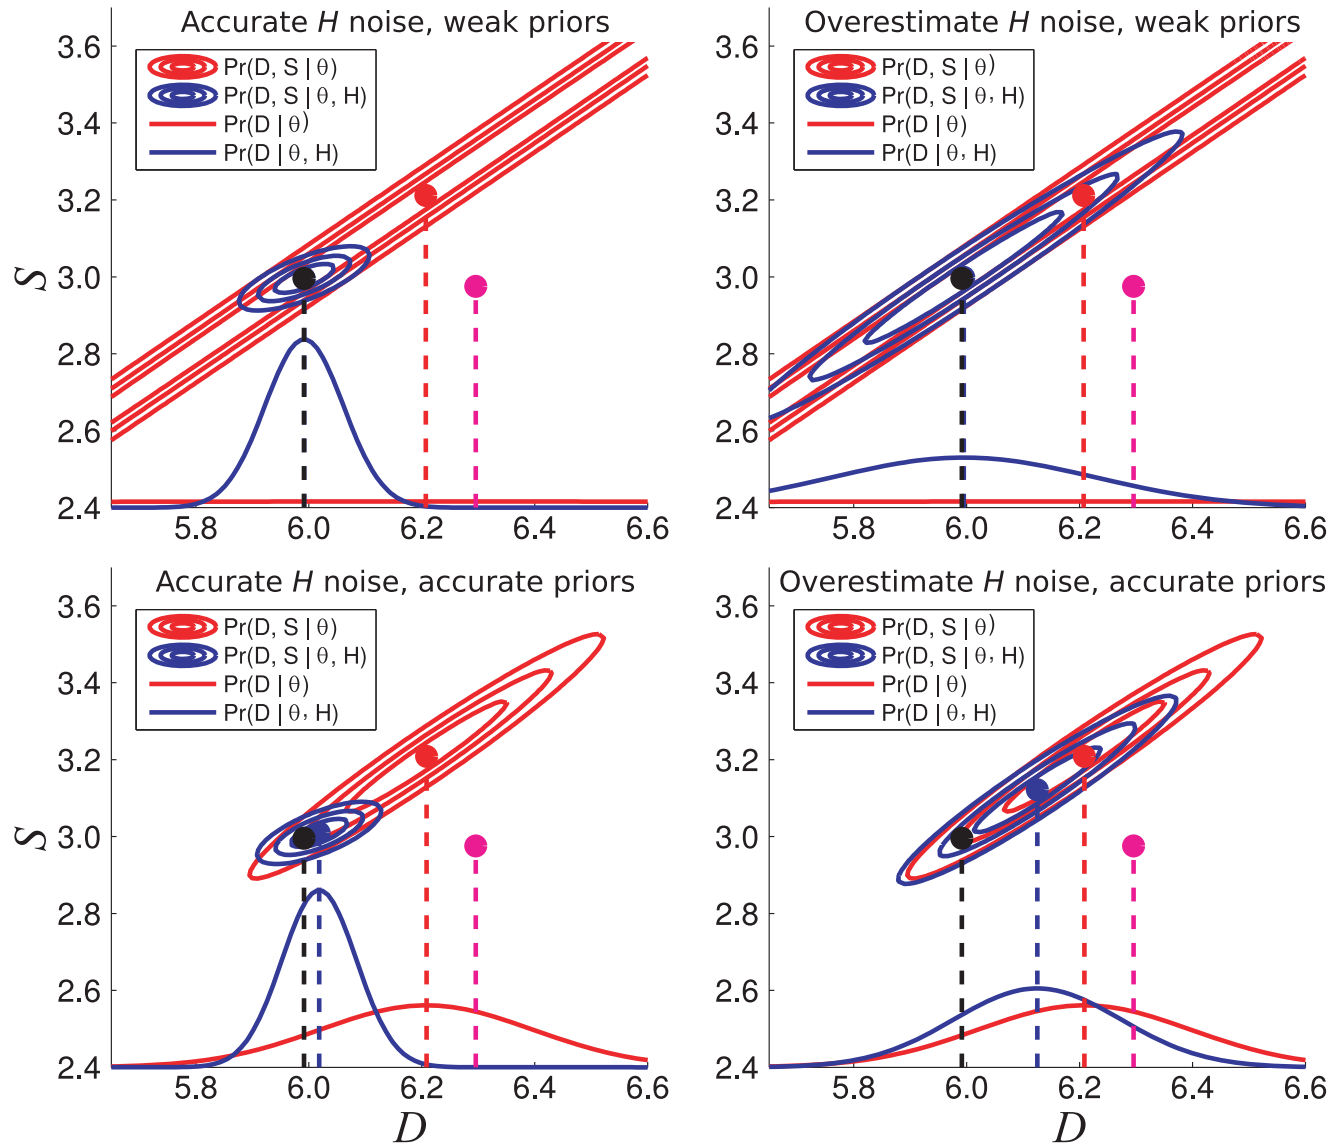 Accurate H noise, weak priors
3.6
3.4
3.2
3.0
2.8
2.6
2.4
S
Pr(D, S | θ)
Pr(D, S | θ, H)
Pr(D | θ)
Pr(D | θ, H)
5.8 6.0 6.2 6.4 6.6
Overestimate H noise, weak priors
3.6
3.4
3.2
3.0
2.8
2.6
2.4
Pr(D, S | θ)
Pr(D, S | θ, H)
Pr(D | θ)
Pr(D | θ, H)
5.8 6.0 6.2 6.4 6.6
Accurate H noise, accurate priors
3.6
3.4
3.2
3.0
2.8
2.6
2.4
S
Pr(D, S | θ)
Pr(D, S | θ, H)
Pr(D | θ)
Pr(D | θ, H)
5.8 6.0 6.2 6.4 6.6
D
Overestimate H noise, accurate priors
3.6
3.4
3.2
3.0
2.8
2.6
2.4
Pr(D, S | θ)
Pr(D, S | θ, H)
Pr(D | θ)
Pr(D | θ, H)
5.8 6.0 6.2 6.4 6.6
D